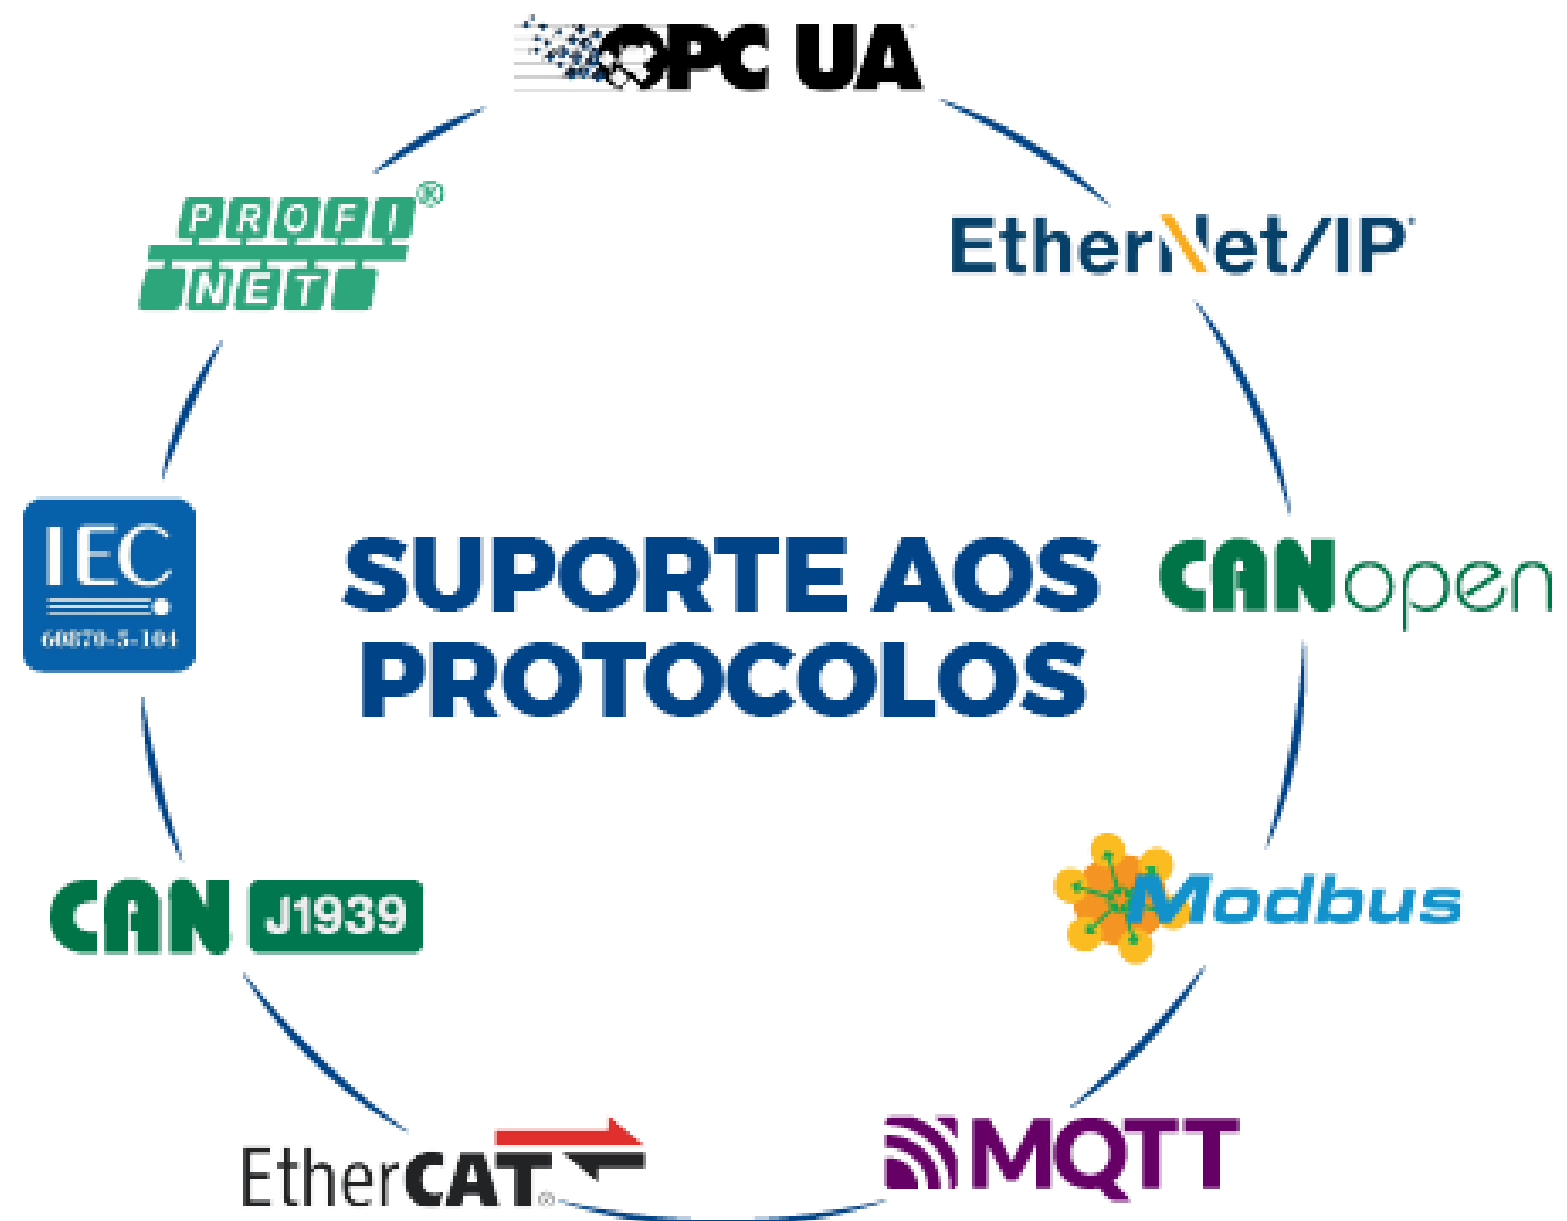 OPC UA
PROFI®
NET
EtherNet/IP
IEC
60870-5-104
SUPORTE AOS
PROTOCOLOS
CANopen
CAN J1939
Modbus
EtherCAT®
MQTT